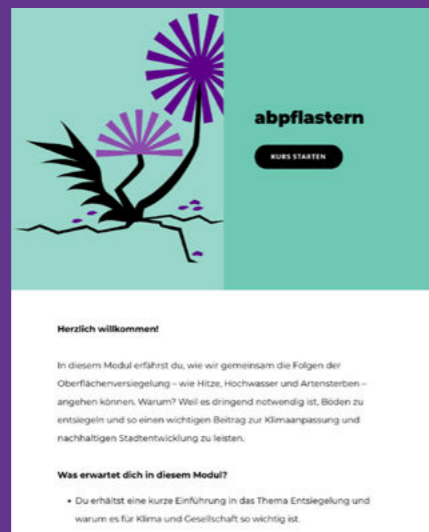 abpflastern
KURS STARTEN
Herzlich willkommen!
In diesem Modul erfährst du, wie wir gemeinsam die Folgen der
Oberflächenversiegelung – wie Hitze, Hochwasser und Artensterben –
angehen können. Warum? Weil es dringend notwendig ist, Böden zu
entsiegeln und so einen wichtigen Beitrag zur Klimaanpassung und
nachhaltigen Stadtentwicklung zu leisten.
Was erwartet dich in diesem Modul?
• Du erhältst eine kurze Einführung in das Thema Entsiegelung und
warum es für Klima und Gesellschaft so wichtig ist.